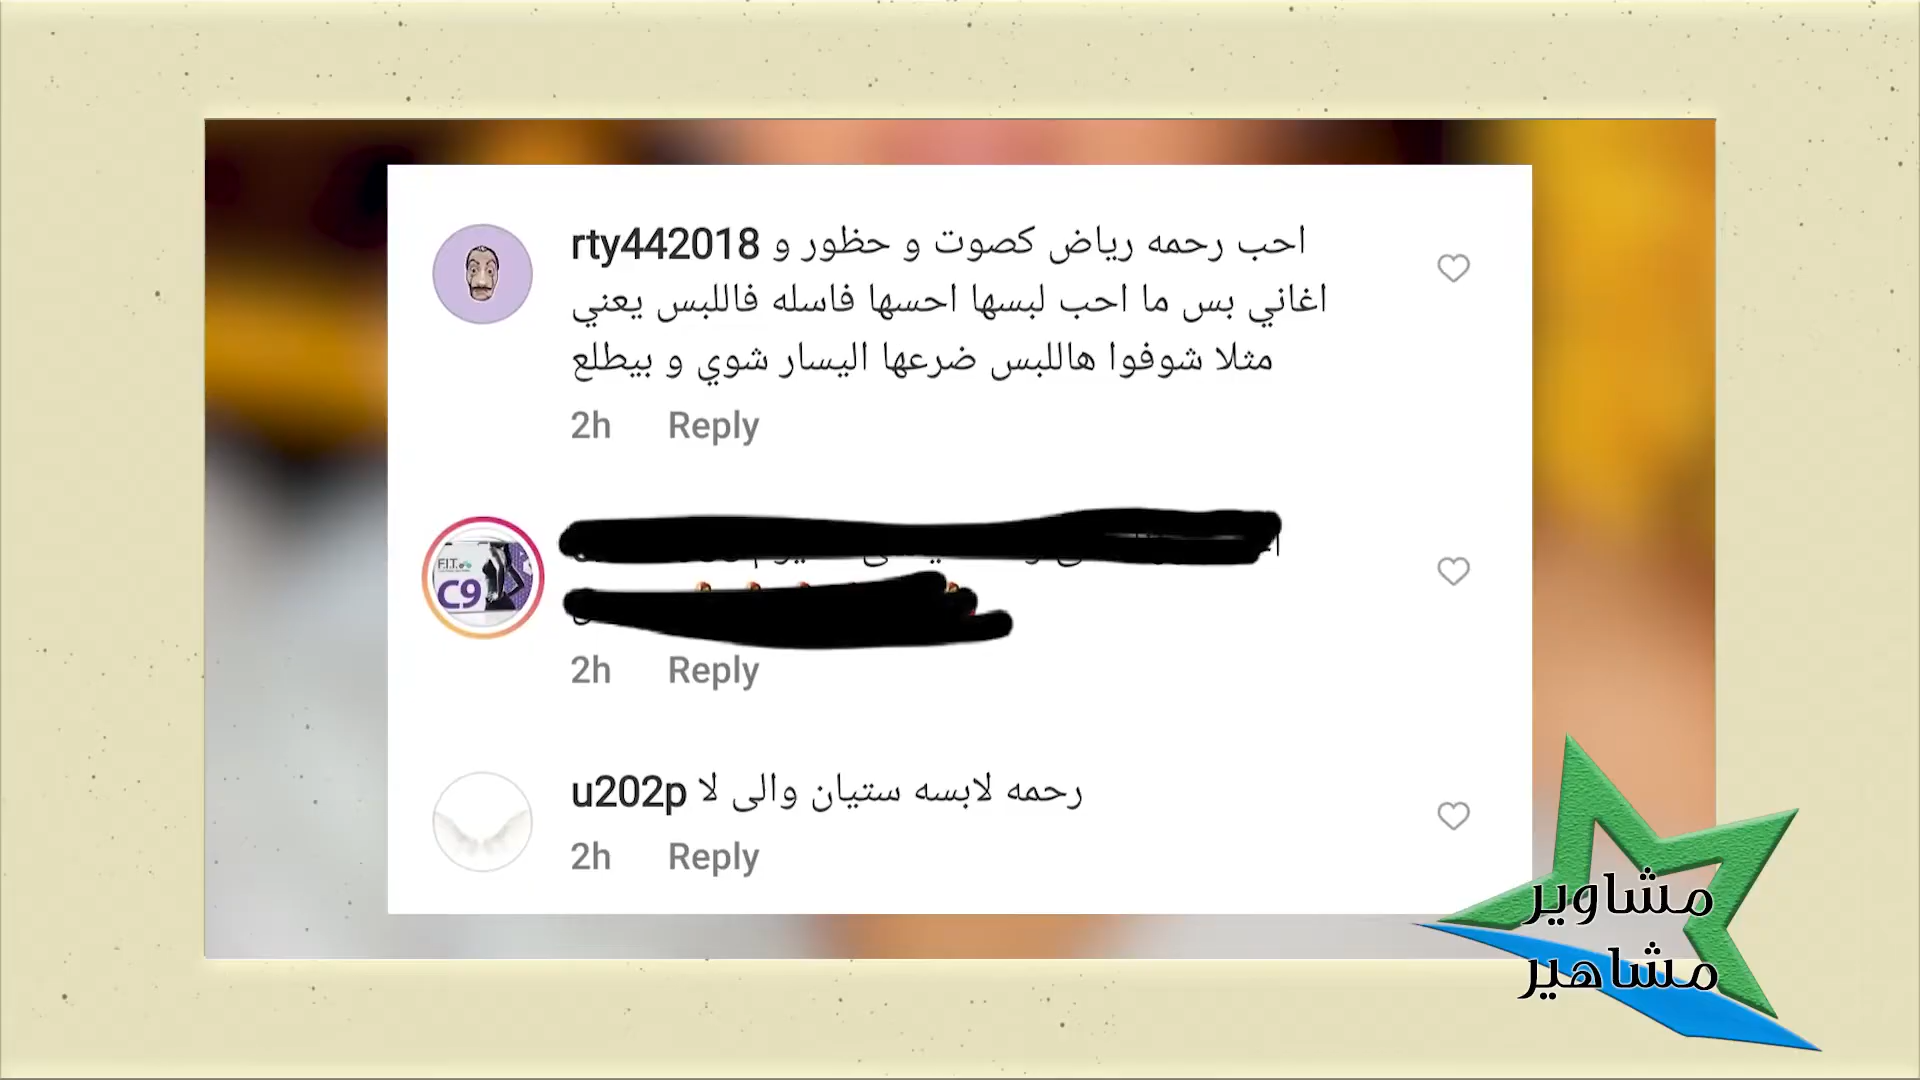 rty442018 احب رحمه رياض كصوت و حظور و
اغاني بس ما احب لبسها احسها فاسله فاللبس يعني
مثلا شوفوا هاللبس ضرعها اليسار شوي و بيطلع
2h Reply
F.I.T.
C9
2h Reply
u202p رحمه لابسه ستيان والى لا
2h Reply
مشاوير
مشاهير